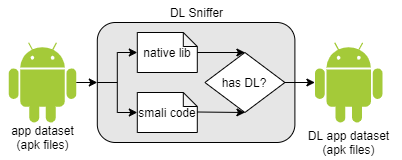 DL Sniffer
native lib
has DL?
smali code
app dataset
(apk files)
DL app dataset
(apk files)